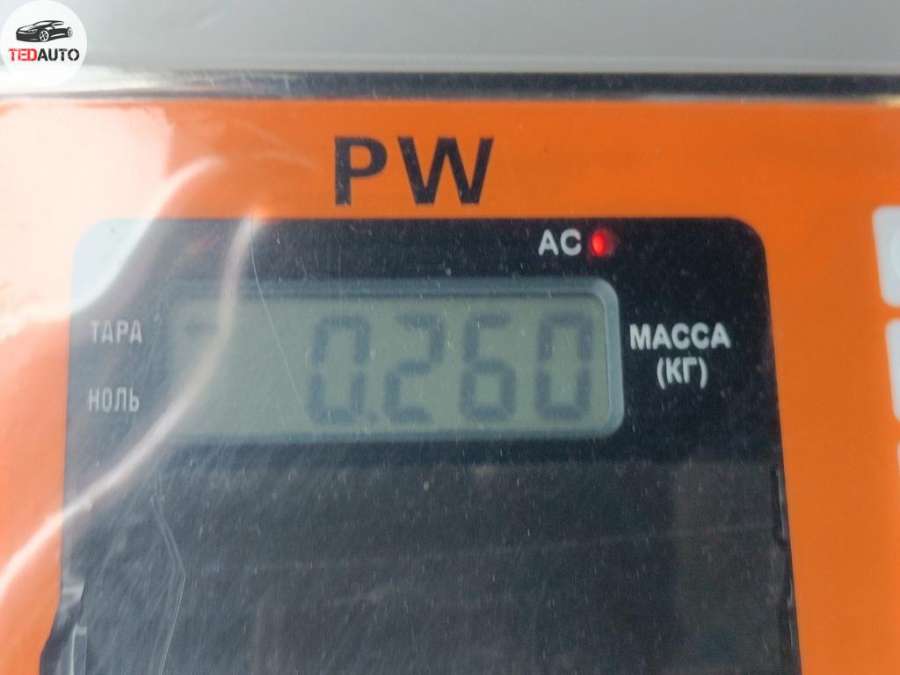 TEDAUTO
PW
AC
ТАРА
0.260
МАССА
(КГ)
НОЛЬ